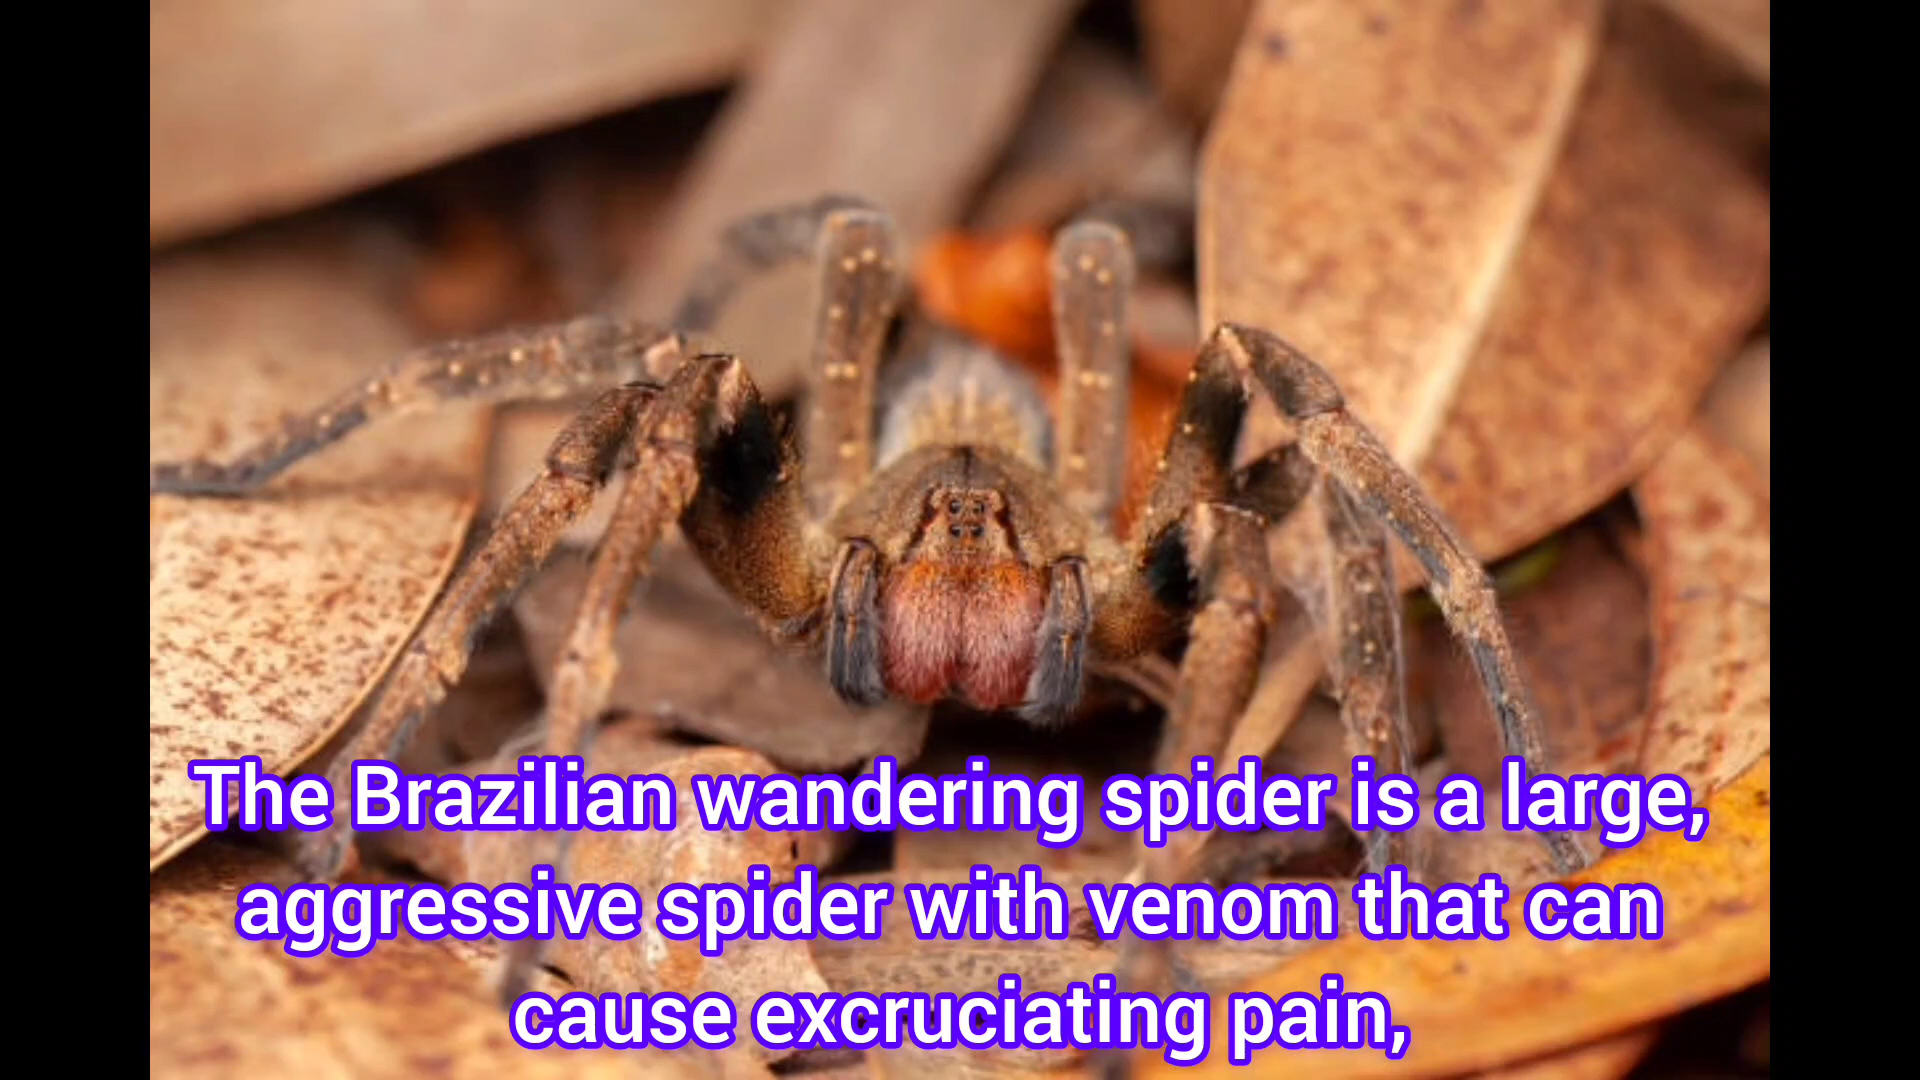 The Brazilian wandering spider is a large,
aggressive spider with venom that can
cause excruciating pain,